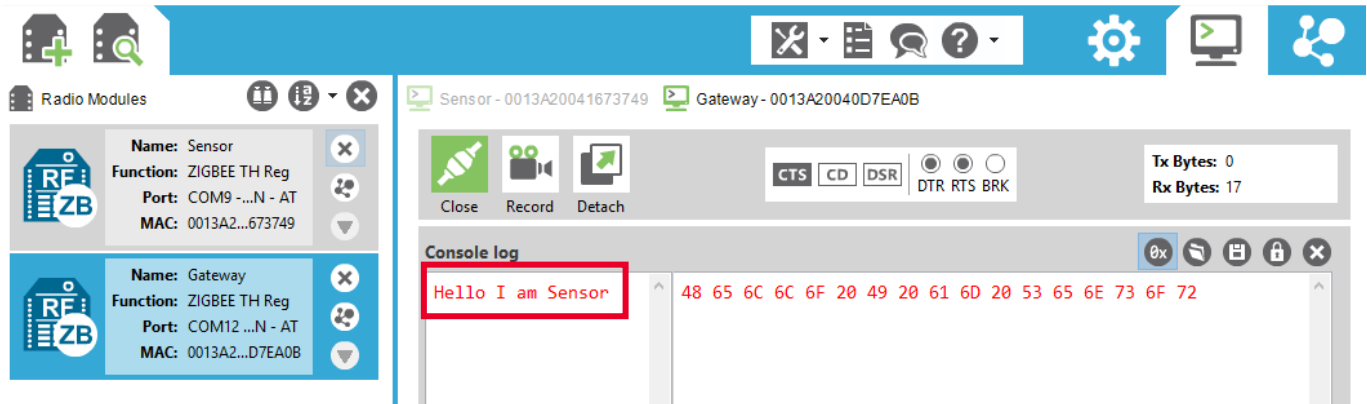 Radio Modules
Sensor - 0013A20041673749
Gateway - 0013A20040D7EA0B
RF
ZB
Name: Sensor
Function: ZIGBEE TH Reg
Port: COM9 -...N - AT
MAC: 0013A2...673749
RF
ZB
Name: Gateway
Function: ZIGBEE TH Reg
Port: COM12 ...N - AT
MAC: 0013A2...D7EA0B
Close Record Detach
CTS CD DSR
DTR RTS BRK
Tx Bytes: 0
Rx Bytes: 17
Console log
0x
Hello I am Sensor
48 65 6C 6C 6F 20 49 20 61 6D 20 53 65 6E 73 6F 72